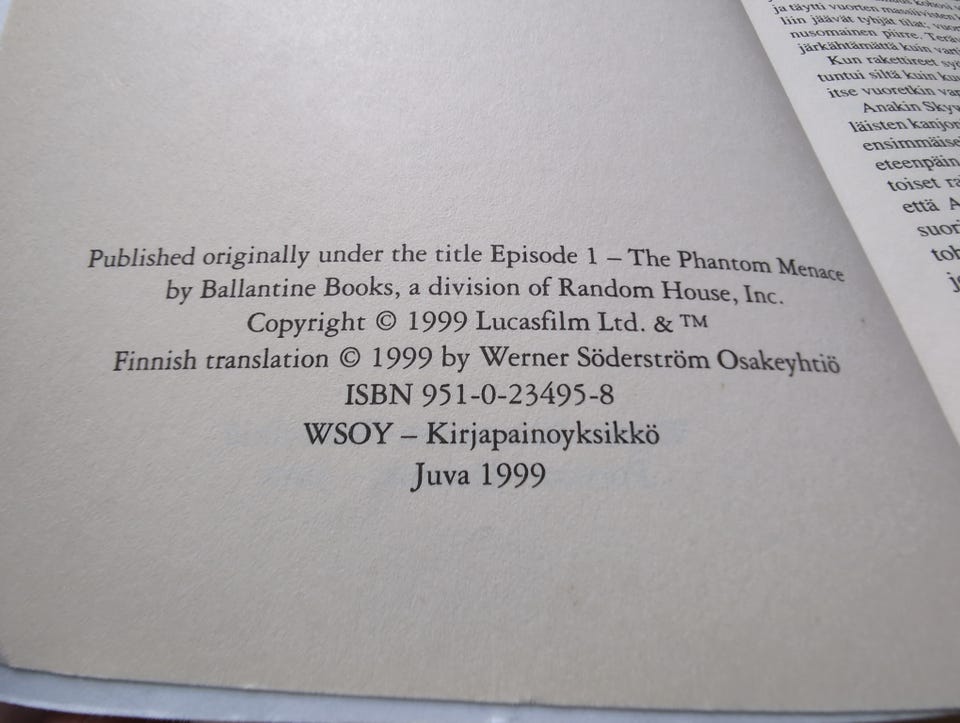 Published originally under the title Episode 1 – The Phantom Menace
by Ballantine Books, a division of Random House, Inc.
Copyright © 1999 Lucasfilm Ltd. & TM
Finnish translation © 1999 by Werner Söderström Osakeyhtiö
ISBN 951-0-23495-8
WSOY – Kirjapainoyksikkö
Juva 1999
ja täytti vuorten massiivisten
liin jäävät tyhjät tilat;
nusomainen piirre.
järkähtämättä kuin
Kun rakettireet
tuntui siltä kuin
itse vuoretkin
Anakin
läisten
eteenpäin
toiset
että